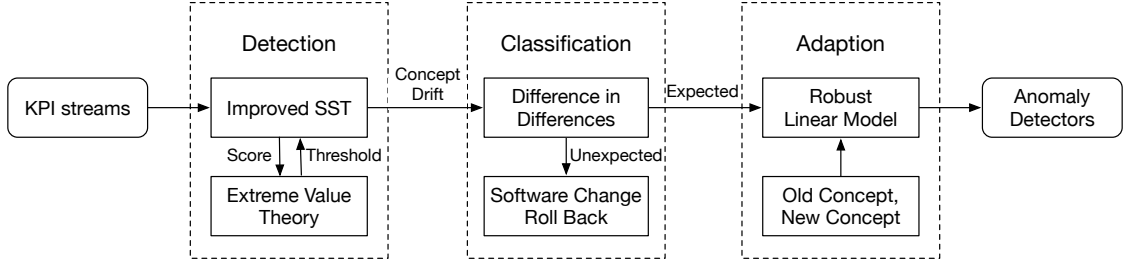 Detection
Classification
Adaption
KPI streams
Improved SST
Concept
Drift
Difference in
Differences
Expected
Robust
Linear Model
Anomaly
Detectors
Score
Threshold
Unexpected
Extreme Value
Theory
Software Change
Roll Back
Old Concept,
New Concept